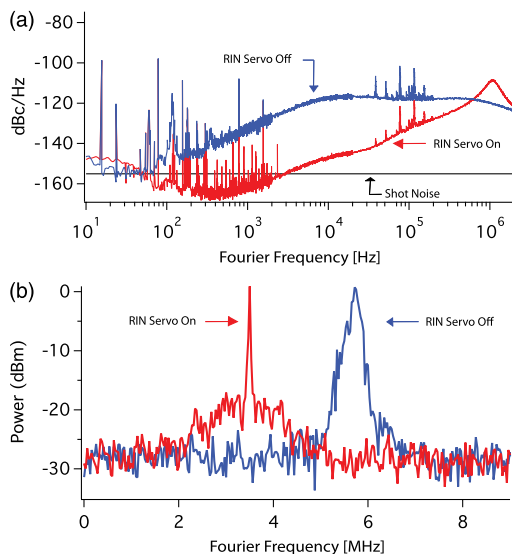 (a)
-80
-100
-120
-140
-160
dBc/Hz
RIN Servo Off
RIN Servo On
Shot Noise
10^1
10^2
10^3
10^4
10^5
10^6
Fourier Frequency [Hz]
(b)
0
-10
-20
-30
Power (dBm)
RIN Servo On
RIN Servo Off
0
2
4
6
8
Fourier Frequency [MHz]